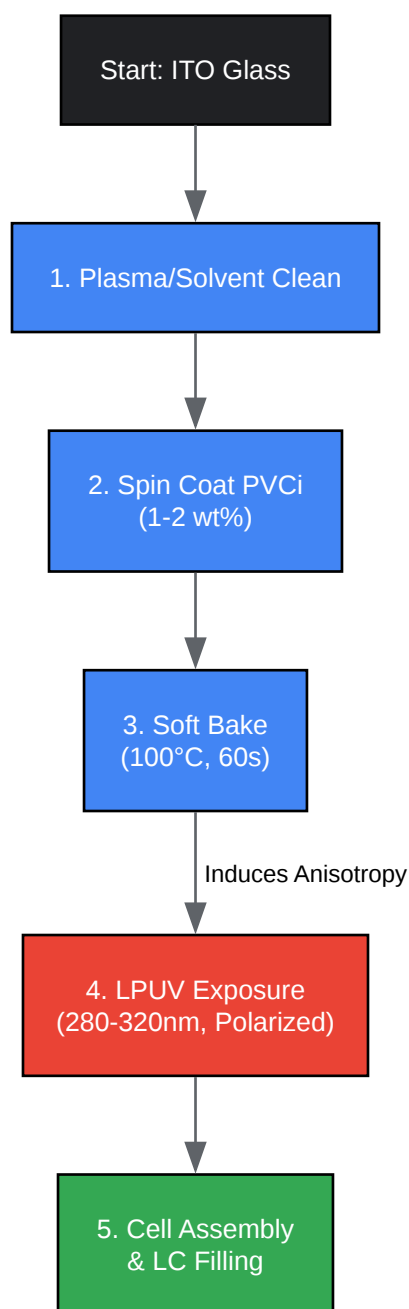 Start: ITO Glass
1. Plasma/Solvent Clean
2. Spin Coat PVCi
(1-2 wt%)
3. Soft Bake
(100°C, 60s)
Induces Anisotropy
4. LPUV Exposure
(280-320nm, Polarized)
5. Cell Assembly
& LC Filling